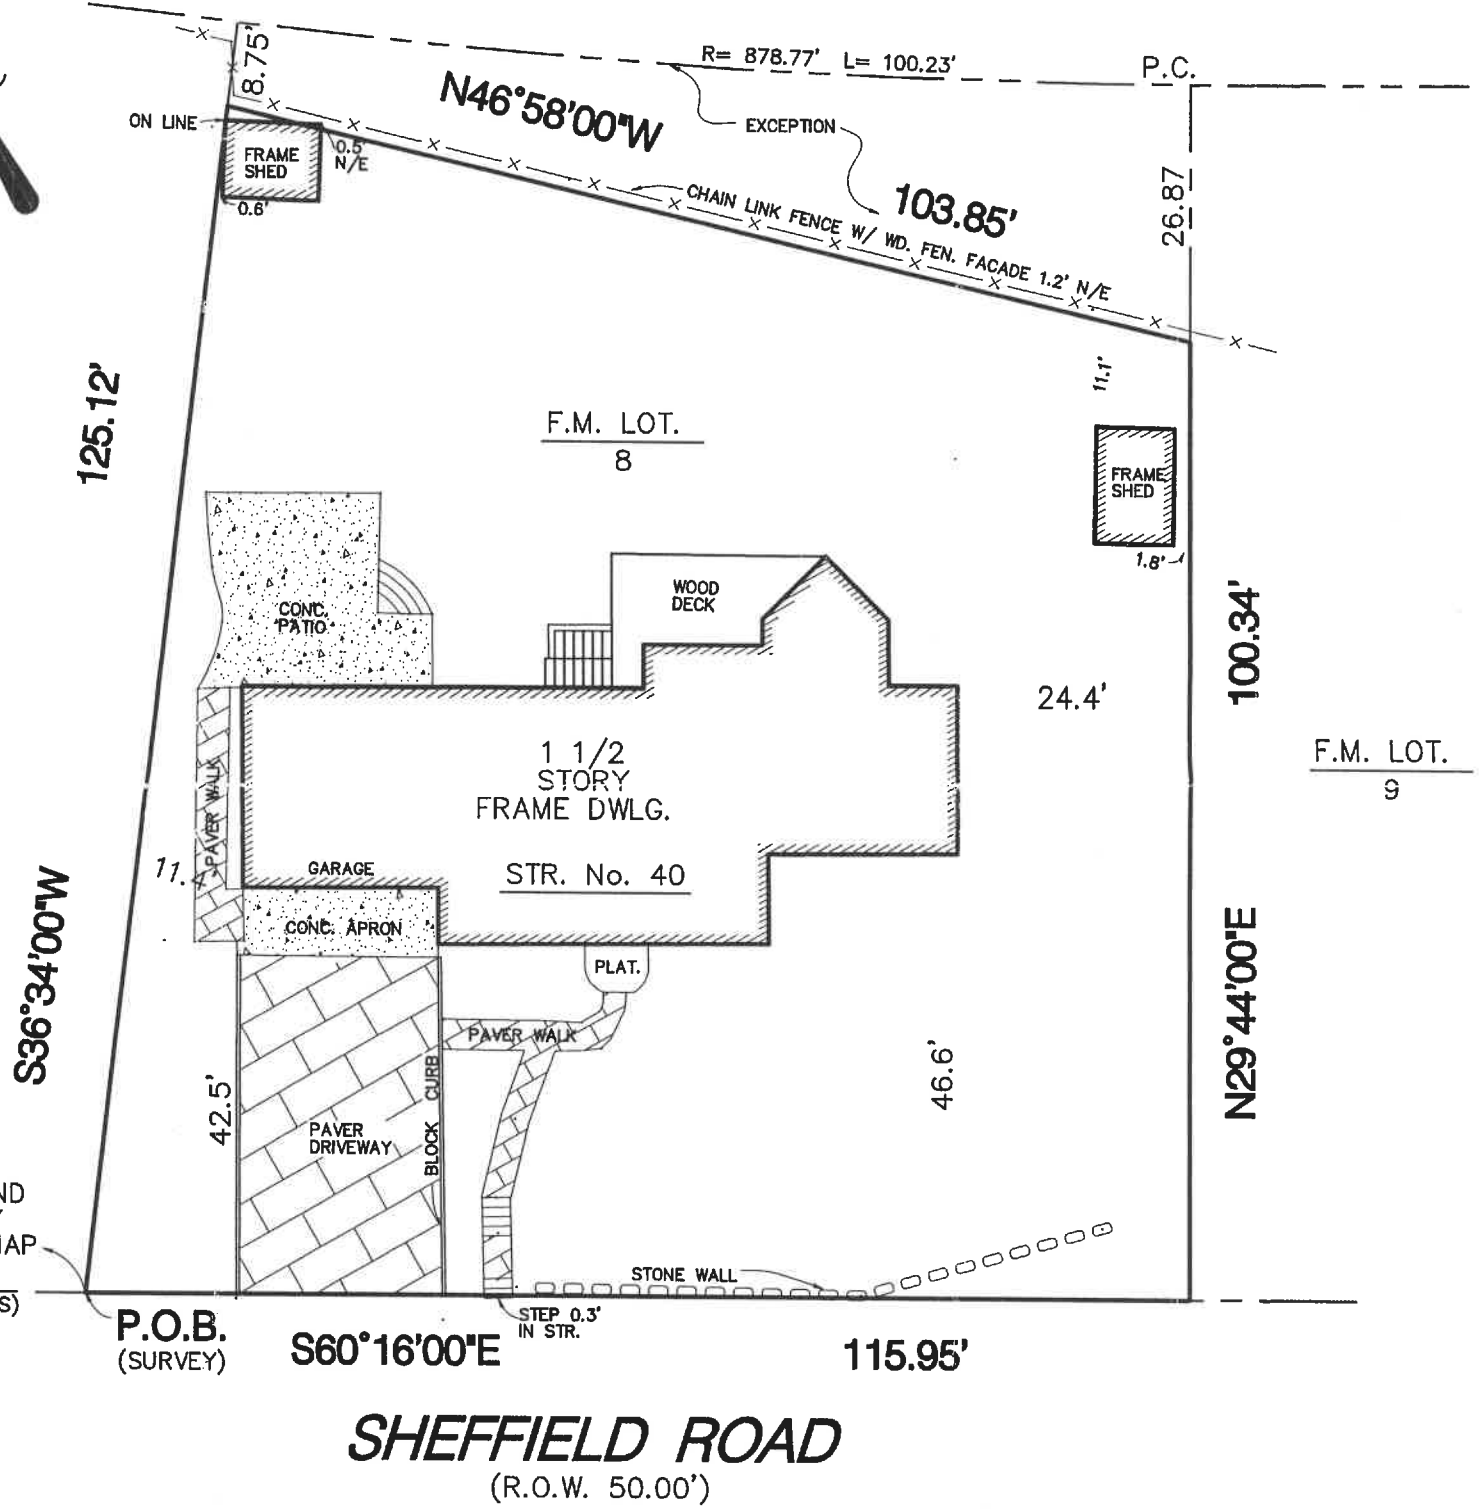 8.75'
R= 878.77' L= 100.23'
P.C.
N46°58'00"W
EXCEPTION
ON LINE
FRAME
SHED
0.5'
N/E
0.6'
103.85'
26.87
CHAIN LINK FENCE W/ WD. FEN. FACADE 1.2' N/E
125.12'
11.1'
F.M. LOT.
8
FRAME
SHED
1.8'
WOOD
DECK
CONC.
PATIO
100.34'
24.4'
F.M. LOT.
9
1 1/2
STORY
FRAME DWLG.
STR. No. 40
PAVER WALK
11.
GARAGE
CONC. APRON
PLAT.
S36°34'00"W
N29°44'00"E
PAVER WALK
42.5'
46.6'
BLOCK CURB
PAVER
DRIVEWAY
ND
AP
S)
STONE WALL
STEP 0.3'
IN STR.
P.O.B.
(SURVEY)
S60°16'00"E
115.95'
SHEFFIELD ROAD
(R.O.W. 50.00')